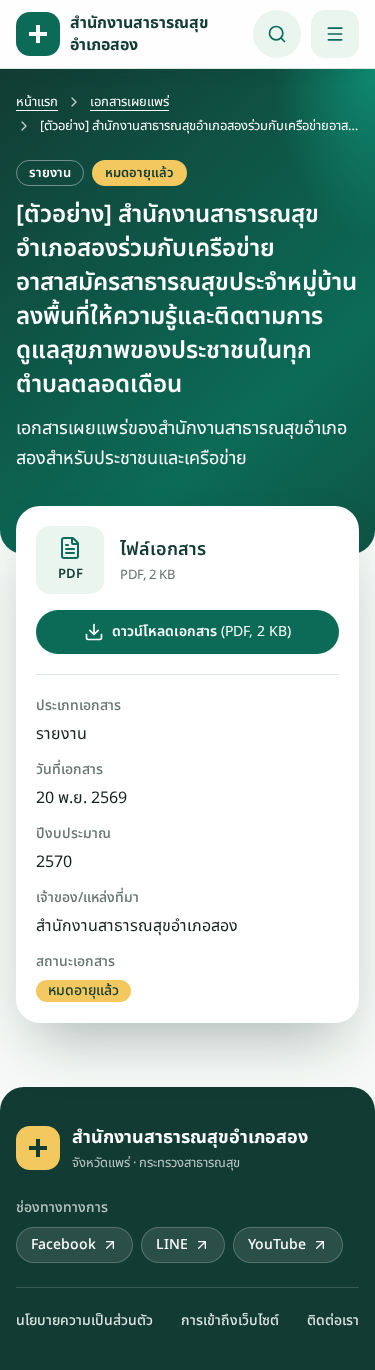 สำนักงานสาธารณสุข
อำเภอสอง
หน้าแรก
เอกสารเผยแพร่
[ตัวอย่าง] สำนักงานสาธารณสุขอำเภอสองร่วมกับเครือข่ายอาส...
รายงาน
หมดอายุแล้ว
[ตัวอย่าง] สำนักงานสาธารณสุข
อำเภอสองร่วมกับเครือข่าย
อาสาสมัครสาธารณสุขประจำหมู่บ้าน
ลงพื้นที่ให้ความรู้และติดตามการ
ดูแลสุขภาพของประชาชนในทุก
ตำบลตลอดเดือน
เอกสารเผยแพร่ของสำนักงานสาธารณสุขอำเภอ
สองสำหรับประชาชนและเครือข่าย
PDF
ไฟล์เอกสาร
PDF, 2 KB
ดาวน์โหลดเอกสาร (PDF, 2 KB)
ประเภทเอกสาร
รายงาน
วันที่เอกสาร
20 พ.ย. 2569
ปีงบประมาณ
2570
เจ้าของ/แหล่งที่มา
สำนักงานสาธารณสุขอำเภอสอง
สถานะเอกสาร
หมดอายุแล้ว
สำนักงานสาธารณสุขอำเภอสอง
จังหวัดแพร่ · กระทรวงสาธารณสุข
ช่องทางทางการ
Facebook
LINE
YouTube
นโยบายความเป็นส่วนตัว
การเข้าถึงเว็บไซต์
ติดต่อเรา